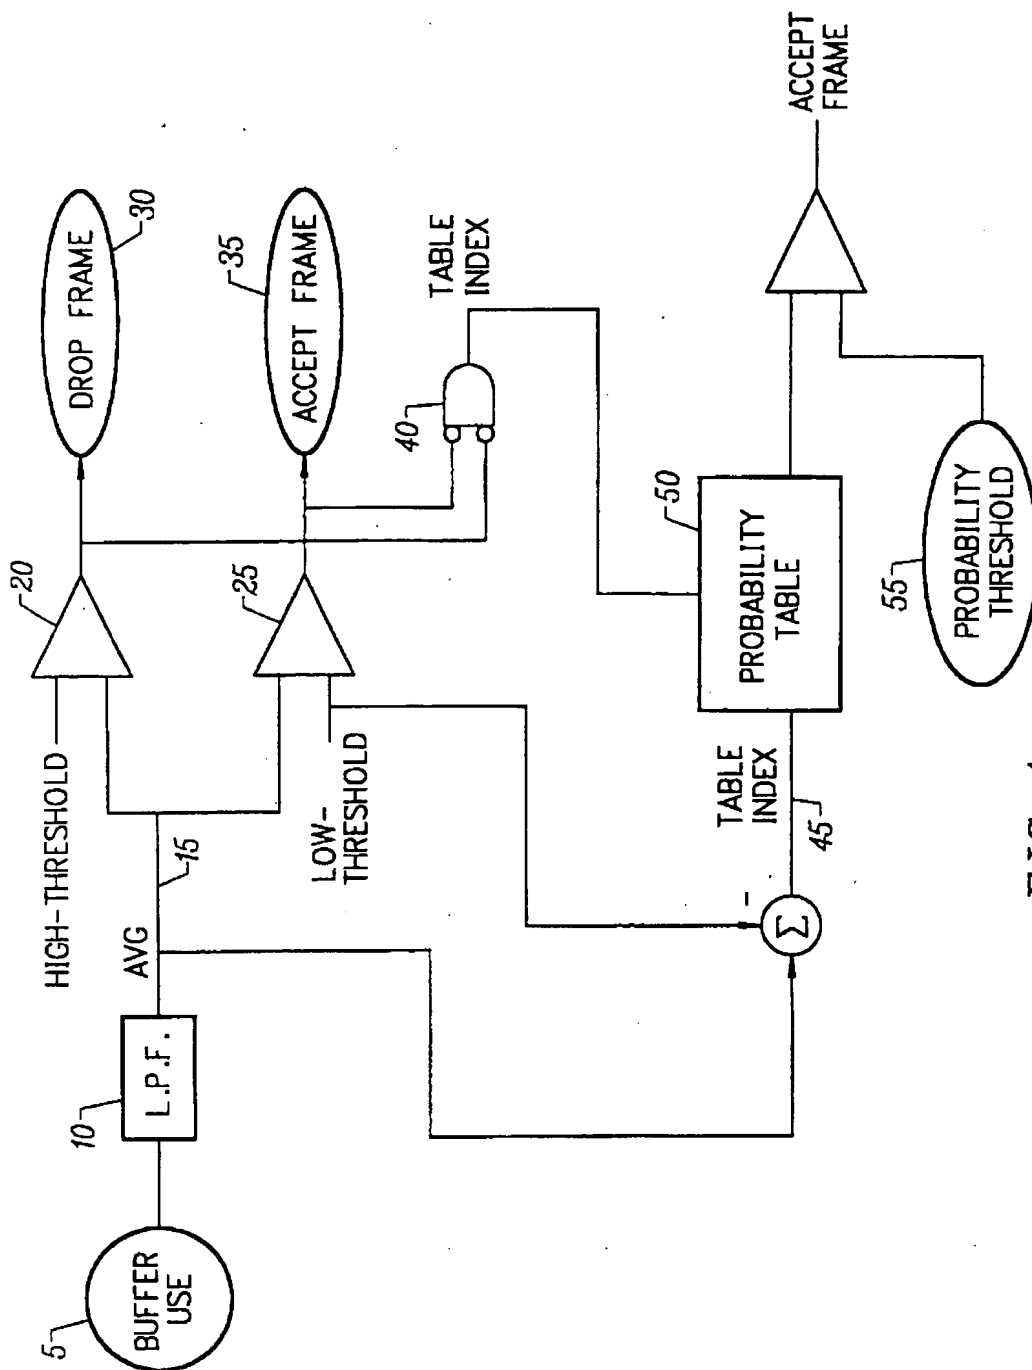 5
BUFFER
USE
10
L.P.F.
AVG
15
HIGH-THRESHOLD
20
DROP FRAME
30
LOW-
THRESHOLD
25
ACCEPT FRAME
35
40
TABLE
INDEX
-
Σ
TABLE
INDEX
45
PROBABILITY
TABLE
50
PROBABILITY
THRESHOLD
55
ACCEPT
FRAME